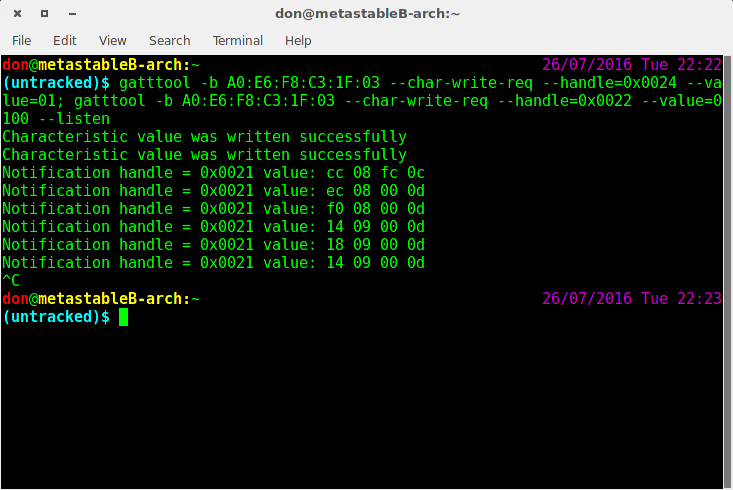 don@metastableB-arch:~
File Edit View Search Terminal Help
don@metastableB-arch:~ 26/07/2016 Tue 22:22
(untracked)$ gatttool -b A0:E6:F8:C3:1F:03 --char-write-req --handle=0x0024 --va
lue=01; gatttool -b A0:E6:F8:C3:1F:03 --char-write-req --handle=0x0022 --value=0
100 --listen
Characteristic value was written successfully
Characteristic value was written successfully
Notification handle = 0x0021 value: cc 08 fc 0c
Notification handle = 0x0021 value: ec 08 00 0d
Notification handle = 0x0021 value: f0 08 00 0d
Notification handle = 0x0021 value: 14 09 00 0d
Notification handle = 0x0021 value: 18 09 00 0d
Notification handle = 0x0021 value: 14 09 00 0d
^C
don@metastableB-arch:~ 26/07/2016 Tue 22:23
(untracked)$